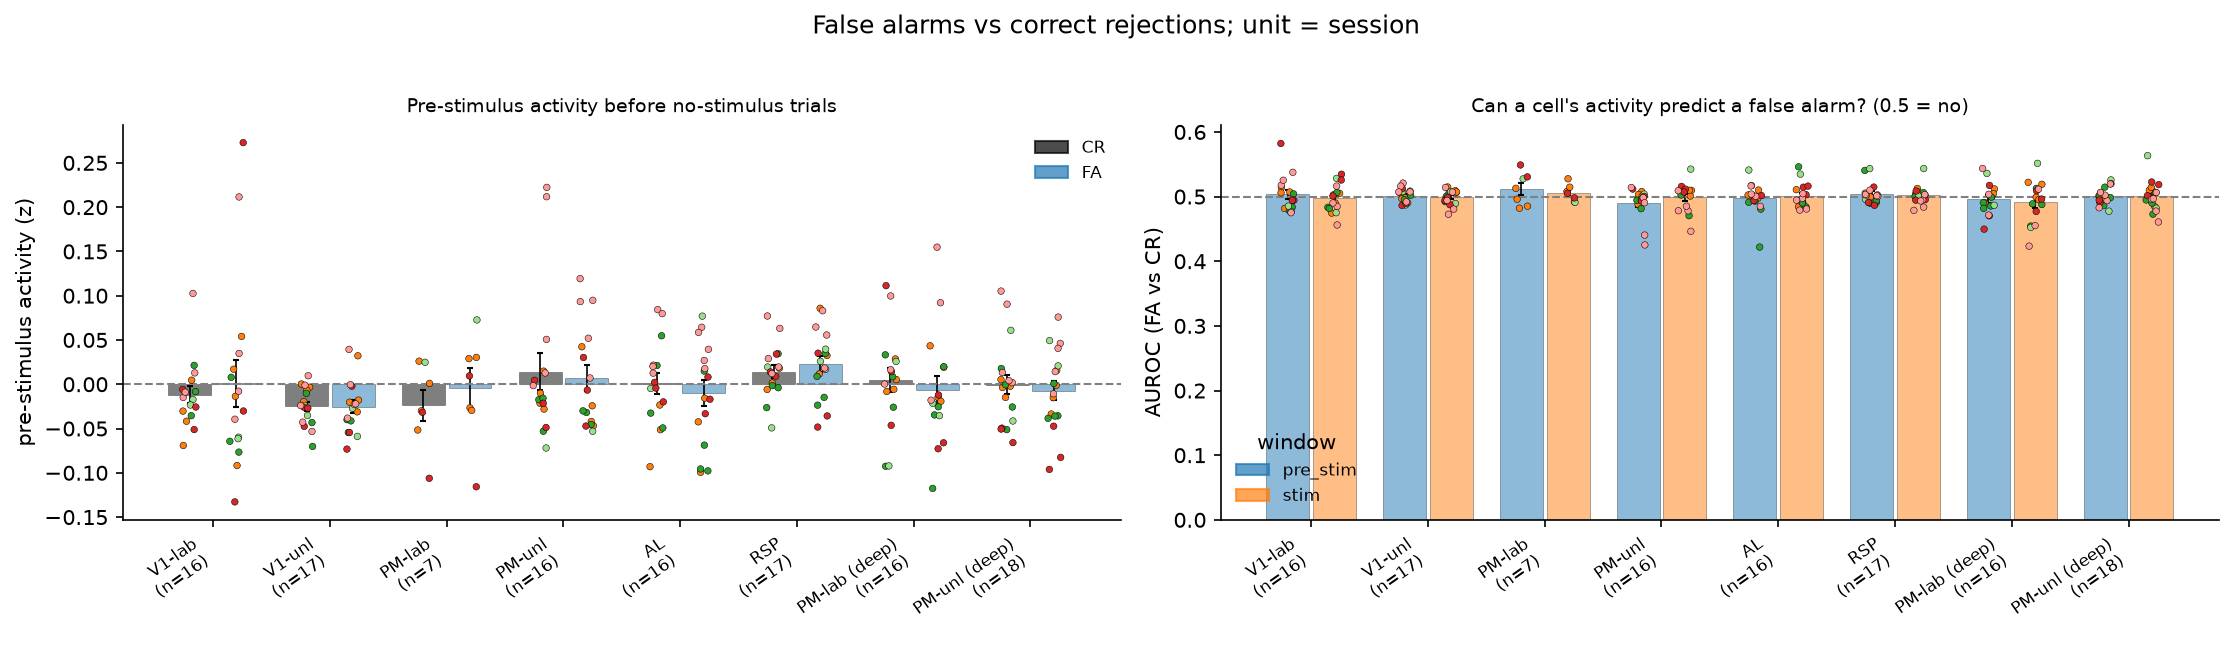 False alarms vs correct rejections; unit = session
Pre-stimulus activity before no-stimulus trials
pre-stimulus activity (z)
0.25
0.20
0.15
0.10
0.05
0.00
−0.05
−0.10
−0.15
CR
FA
V1-lab
(n=16)
V1-unl
(n=17)
PM-lab
(n=7)
PM-unl
(n=16)
AL
(n=16)
RSP
(n=17)
PM-lab (deep)
(n=16)
PM-unl (deep)
(n=18)
Can a cell's activity predict a false alarm? (0.5 = no)
AUROC (FA vs CR)
0.6
0.5
0.4
0.3
0.2
0.1
0.0
window
pre_stim
stim
V1-lab
(n=16)
V1-unl
(n=17)
PM-lab
(n=7)
PM-unl
(n=16)
AL
(n=16)
RSP
(n=17)
PM-lab (deep)
(n=16)
PM-unl (deep)
(n=18)